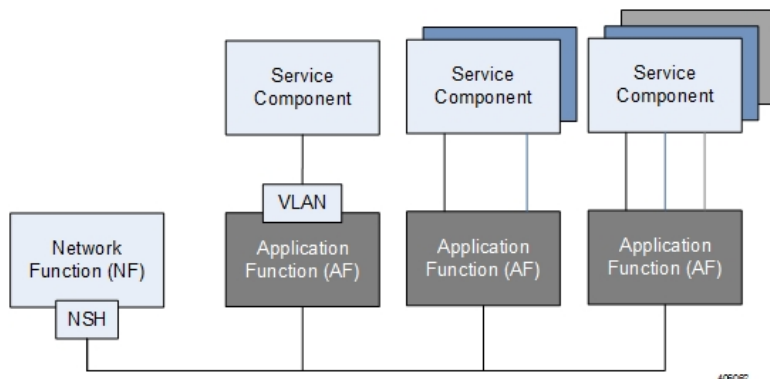 Service
Component
Service
Component
Service
Component
VLAN
Network
Function (NF)
Application
Function (AF)
Application
Function (AF)
Application
Function (AF)
NSH